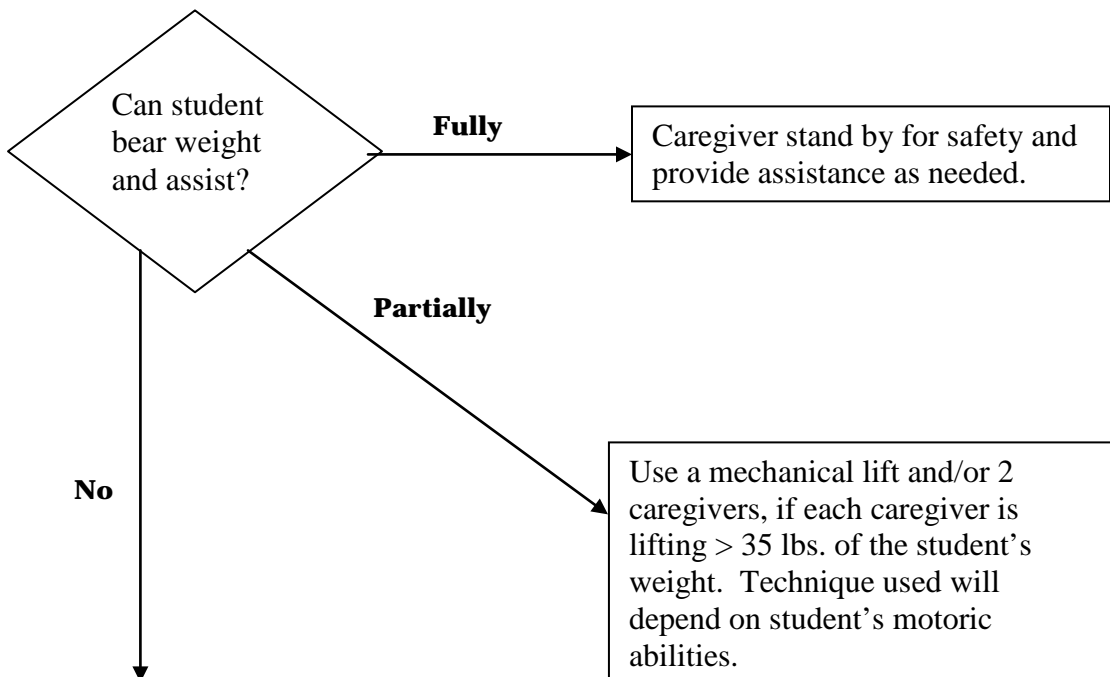 Can student
bear weight
and assist?
Fully
Caregiver stand by for safety and
provide assistance as needed.
Partially
No
Use a mechanical lift and/or 2
caregivers, if each caregiver is
lifting > 35 lbs. of the student's
weight.  Technique used will
depend on student's motoric
abilities.